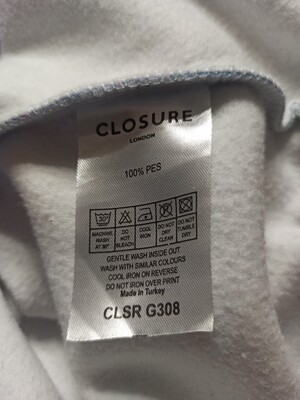 CLOSURE
LONDON
100% PES
30°
MACHINE WASH AT 30° DO NOT BLEACH COOL IRON DO NOT DRY CLEAN DO NOT TUMBLE DRY
GENTLE WASH INSIDE OUT
WASH WITH SIMILAR COLOURS
COOL IRON ON REVERSE
DO NOT IRON OVER PRINT
Made in Turkey
CLSR G308